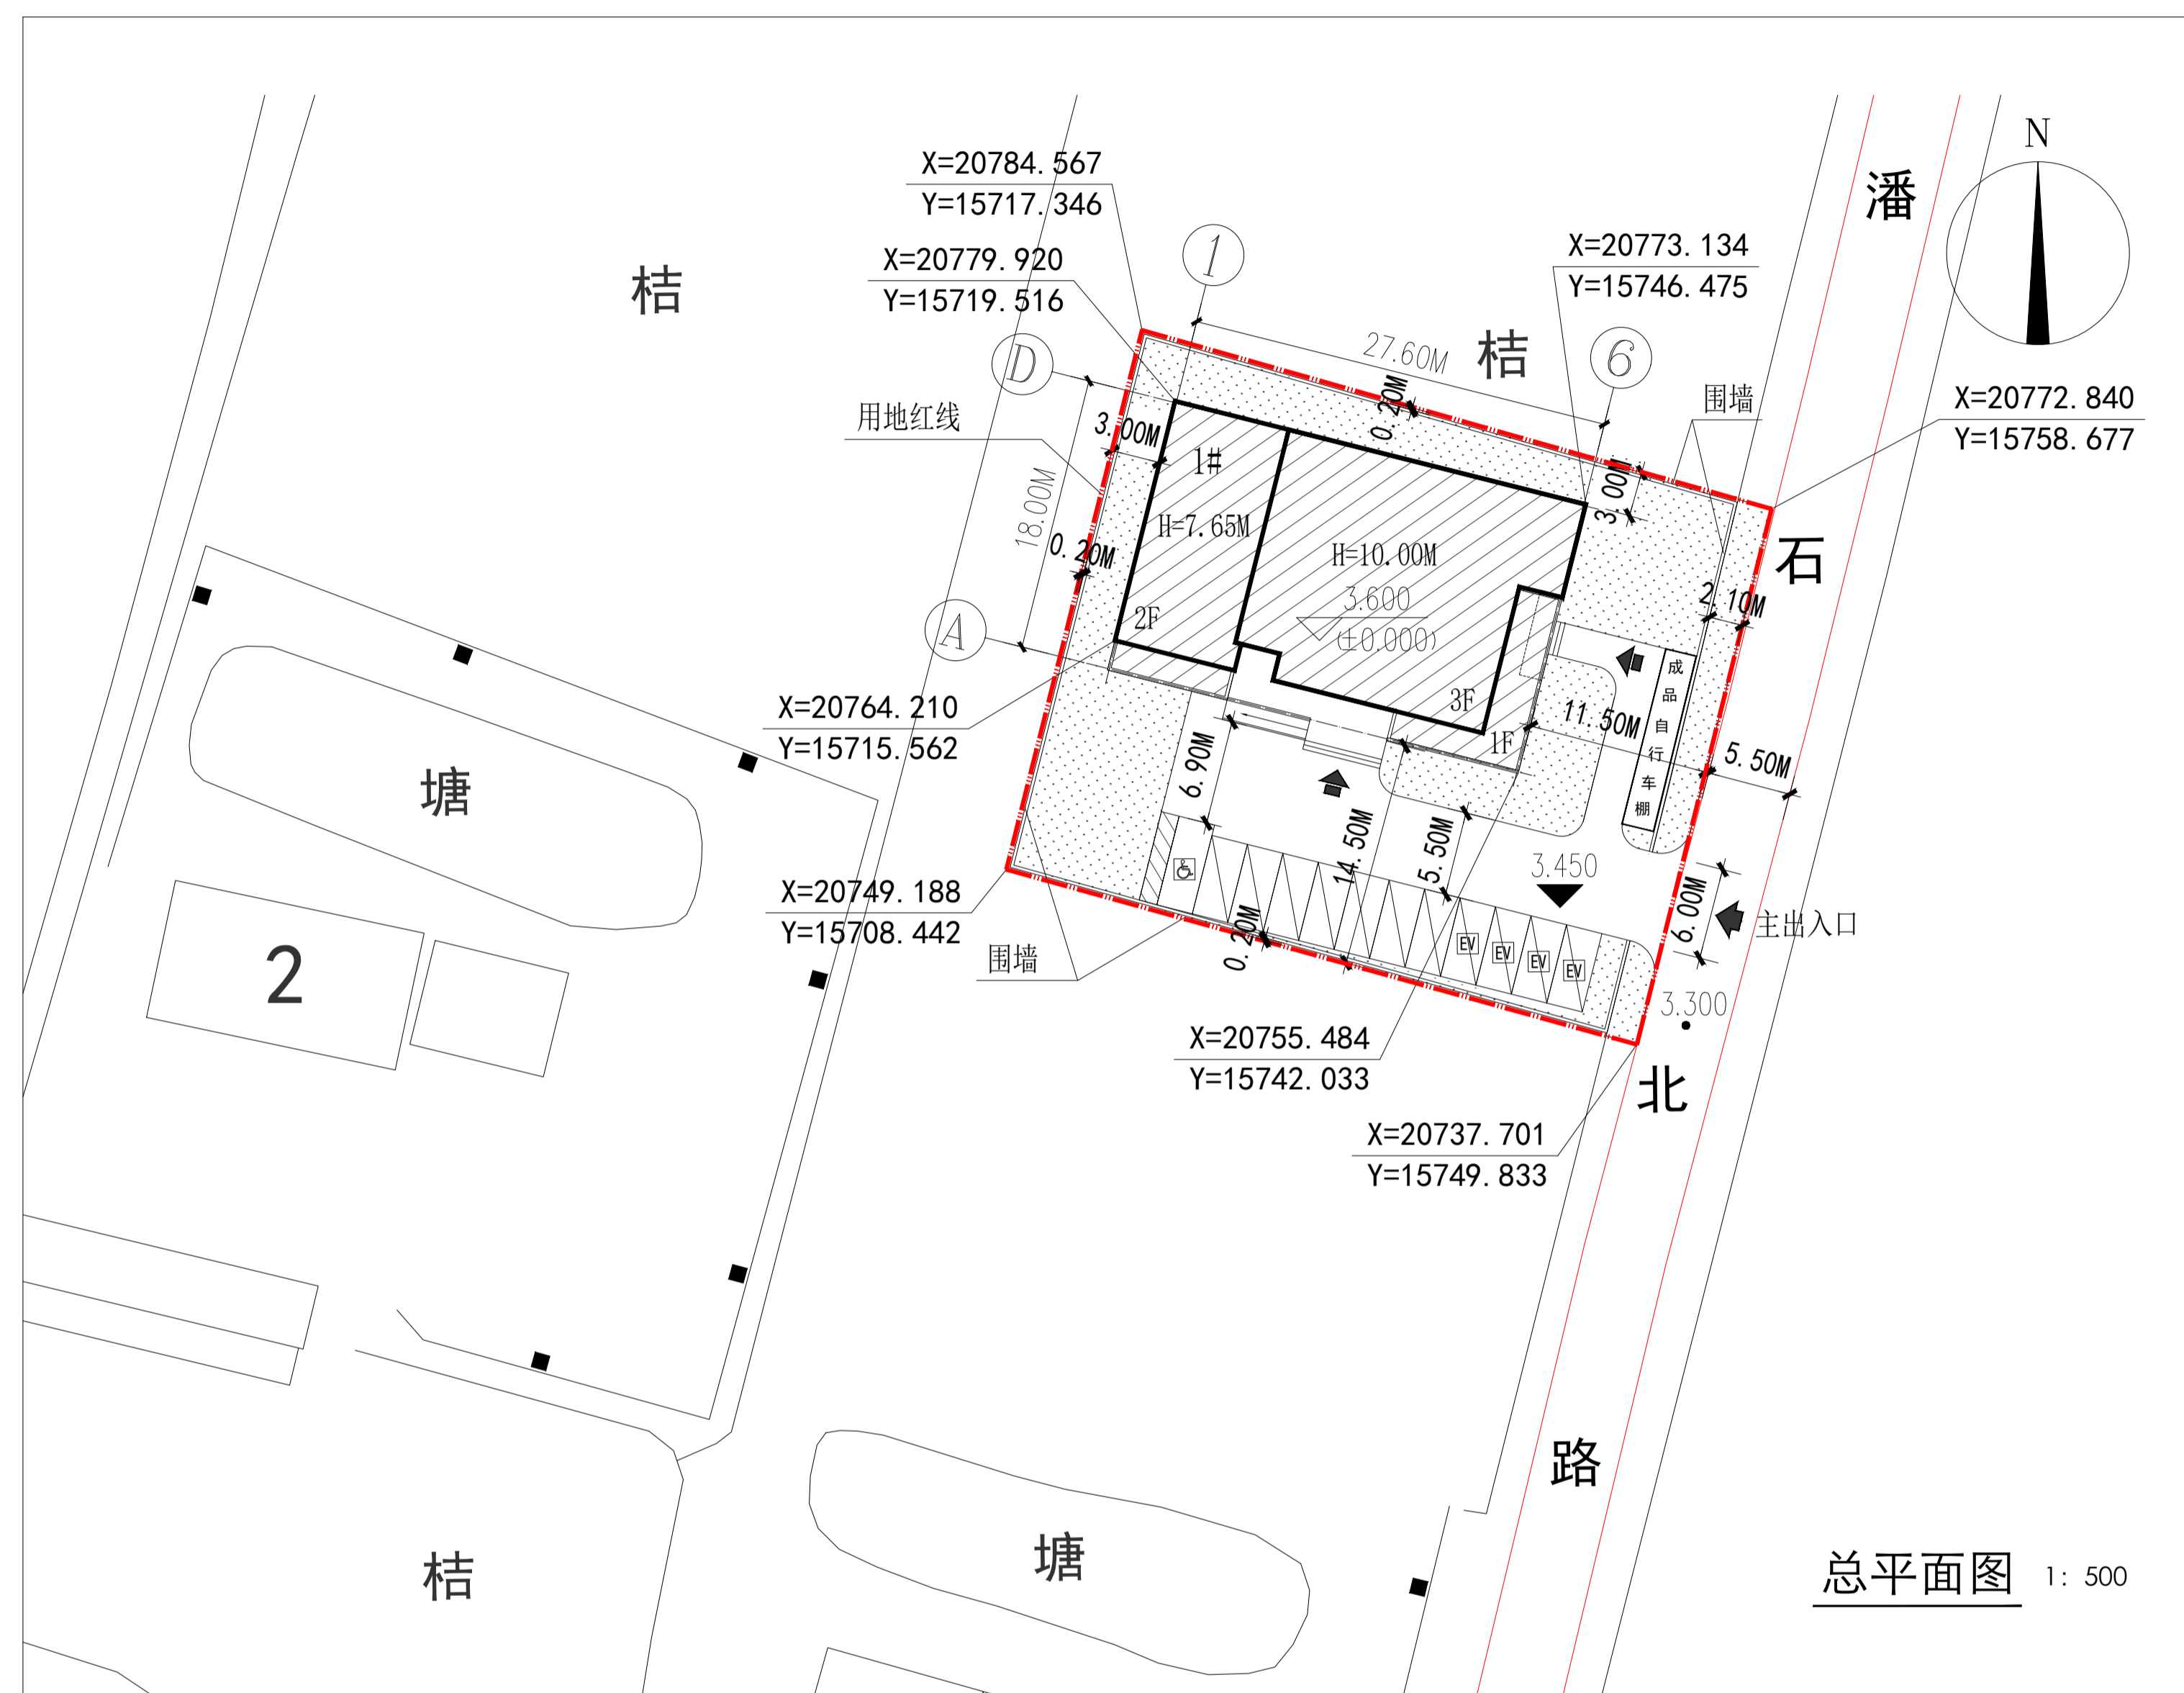 N
潘
X=20784.567
Y=15717.346
X=20779.920
Y=15719.516
X=20773.134
Y=15746.475
桔
1
桔
27.60M
6
D
0.20M
用地红线
3.00M
围墙
X=20772.840
Y=15758.677
1#
18.00M
H=7.65M
3.00M
0.20M
H=10.00M
石
3.600
(±0.000)
2F
2.10M
A
3F
1F
11.50M
成品自行车棚
5.50M
X=20764.210
Y=15715.562
塘
6.90M
14.50M
5.50M
3.450
X=20749.188
Y=15708.442
0.20M
围墙
EV
EV
EV
EV
6.00M
主出入口
3.300
2
X=20755.484
Y=15742.033
北
X=20737.701
Y=15749.833
路
塘
桔
总平面图 1: 500